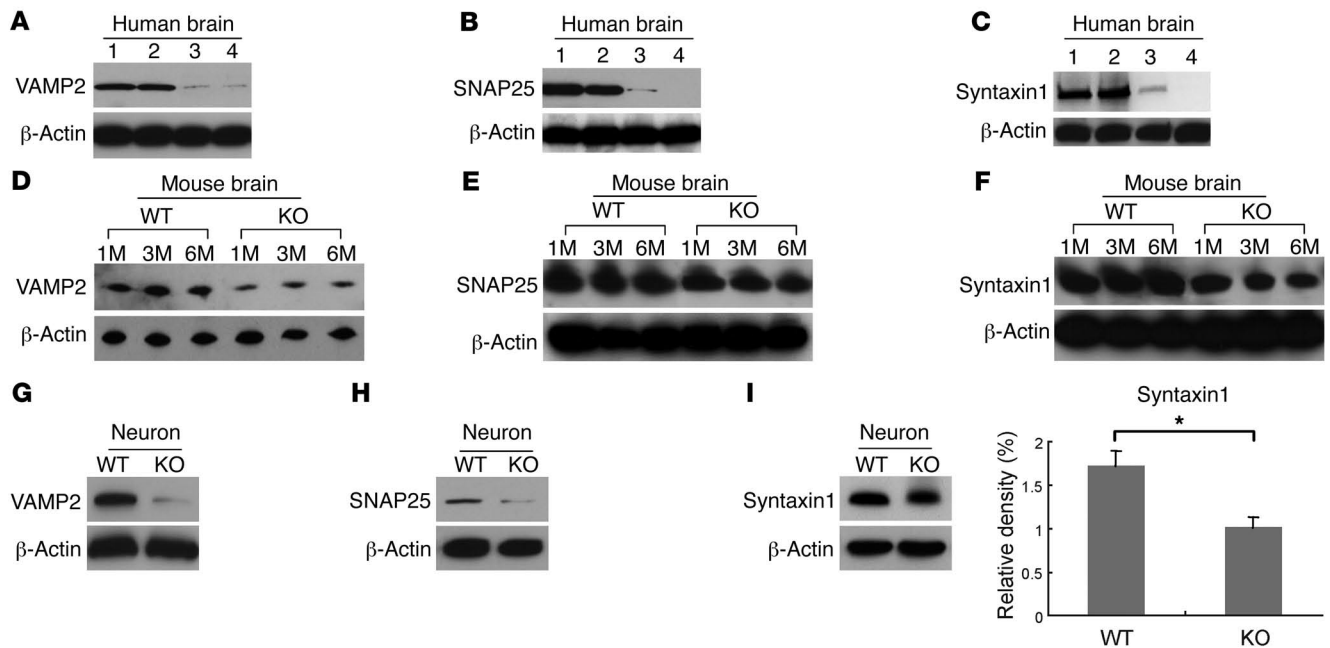 A
Human brain
1 2 3 4
VAMP2
β-Actin
B
Human brain
1 2 3 4
SNAP25
β-Actin
C
Human brain
1 2 3 4
Syntaxin1
β-Actin
D
Mouse brain
WT KO
1M 3M 6M 1M 3M 6M
VAMP2
β-Actin
E
Mouse brain
WT KO
1M 3M 6M 1M 3M 6M
SNAP25
β-Actin
F
Mouse brain
WT KO
1M 3M 6M 1M 3M 6M
Syntaxin1
β-Actin
G
Neuron
WT KO
VAMP2
β-Actin
H
Neuron
WT KO
SNAP25
β-Actin
I
Neuron
WT KO
Syntaxin1
β-Actin
Syntaxin1
*
Relative density (%)
2
1.5
1
0.5
0
WT KO